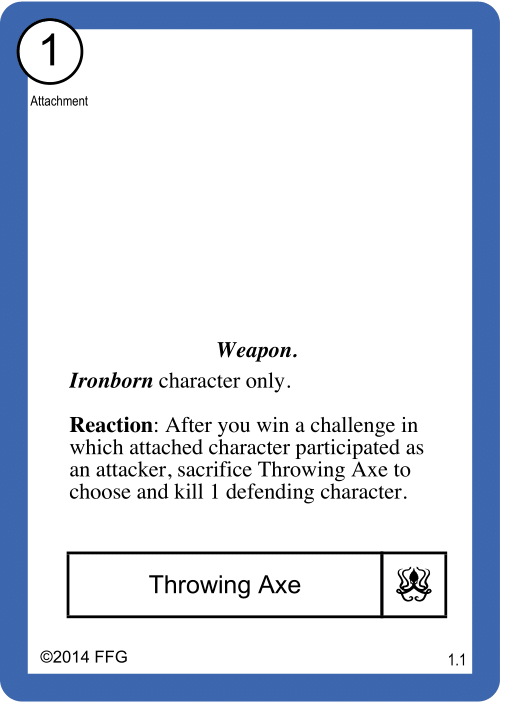 1
Attachment
Weapon.
Ironborn character only.
Reaction: After you win a challenge in
which attached character participated as
an attacker, sacrifice Throwing Axe to
choose and kill 1 defending character.
Throwing Axe
©2014 FFG
1.1